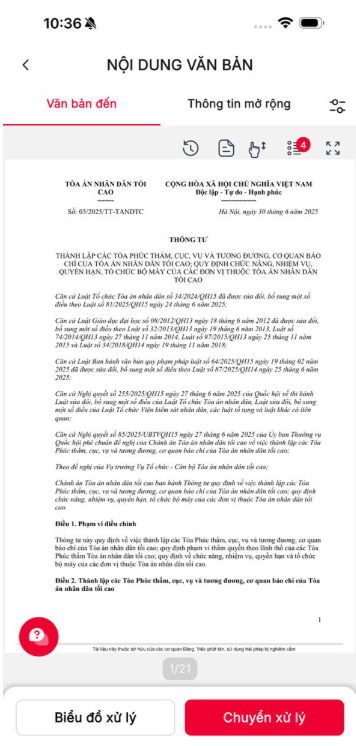 10:36
NỘI DUNG VĂN BẢN
Văn bản đến
Thông tin mở rộng
4
TÒA ÁN NHÂN DÂN TỐI CAO
-------
CỘNG HÒA XÃ HỘI CHỦ NGHĨA VIỆT NAM
Độc lập - Tự do - Hạnh phúc
---------------
Số: 03/2025/TT-TANDTC
Hà Nội, ngày 30 tháng 6 năm 2025
THÔNG TƯ
THÀNH LẬP CÁC TÒA PHÚC THẨM, CỤC, VỤ VÀ TƯƠNG ĐƯƠNG, CƠ QUAN
BÁO CHÍ CỦA TÒA ÁN NHÂN DÂN TỐI CAO; QUY ĐỊNH CHỨC NĂNG, NHIỆM VỤ,
QUYỀN HẠN, TỔ CHỨC BỘ MÁY CỦA CÁC ĐƠN VỊ THUỘC TÒA ÁN NHÂN DÂN
TỐI CAO
Căn cứ Luật Tổ chức Tòa án nhân dân số 34/2024/QH15 đã được sửa đổi, bổ sung một số
điều theo Luật số 81/2025/QH15 ngày 24 tháng 6 năm 2025;
Căn cứ Luật Giáo dục đại học số 08/2012/QH13 ngày 18 tháng 6 năm 2012 đã được sửa đổi,
bổ sung một số điều theo Luật số 32/2013/QH13 ngày 19 tháng 6 năm 2013, Luật số
74/2014/QH13 ngày 27 tháng 11 năm 2014, Luật số 97/2015/QH13 ngày 25 tháng 11 năm
2015 và Luật số 34/2018/QH14 ngày 19 tháng 11 năm 2018;
Căn cứ Luật Ban hành văn bản quy phạm pháp luật số 64/2025/QH15 ngày 19 tháng 02 năm
2025 đã được sửa đổi, bổ sung một số điều theo Luật số 87/2025/QH14 ngày 25 tháng 6 năm
2025;
Căn cứ Nghị quyết số 255/2025/QH15 ngày 27 tháng 6 năm 2025 của Quốc hội về thi hành
Luật sửa đổi, bổ sung một số điều của Luật Tổ chức Tòa án nhân dân, Luật sửa đổi, bổ sung
một số điều của Luật Tổ chức Viện kiểm sát nhân dân, các luật tố tụng và luật khác có liên
quan;
Căn cứ Nghị quyết số 85/2025/UBTVQH15 ngày 27 tháng 6 năm 2025 của Ủy ban Thường vụ
Quốc hội phê chuẩn đề nghị của Chánh án Tòa án nhân dân tối cao về việc thành lập các Tòa
Phúc thẩm, cục, vụ và tương đương, cơ quan báo chí của Tòa án nhân dân tối cao;
Theo đề nghị của Vụ trưởng Vụ Tổ chức - Cán bộ Tòa án nhân dân tối cao;
Chánh án Tòa án nhân dân tối cao ban hành Thông tư quy định về việc thành lập các Tòa
Phúc thẩm, cục, vụ và tương đương, cơ quan báo chí của Tòa án nhân dân tối cao; quy định
chức năng, nhiệm vụ, quyền hạn, tổ chức bộ máy của các đơn vị thuộc Tòa án nhân dân tối
cao.
Điều 1. Phạm vi điều chỉnh
Thông tư này quy định về việc thành lập các Tòa Phúc thẩm, cục, vụ và tương đương, cơ quan
báo chí của Tòa án nhân dân tối cao; quy định phạm vi thẩm quyền theo lãnh thổ của các Tòa
Phúc thẩm Tòa án nhân dân tối cao; quy định về chức năng, nhiệm vụ, quyền hạn và tổ chức
bộ máy của các đơn vị thuộc Tòa án nhân dân tối cao.
Điều 2. Thành lập các Tòa Phúc thẩm, cục, vụ và tương đương, cơ quan báo chí của Tòa
án nhân dân tối cao
1
Tài liệu này thuộc sở hữu của các cơ quan Đảng. Việc phát tán, sử dụng trái phép bị nghiêm cấm
1/21
Biểu đồ xử lý
Chuyển xử lý